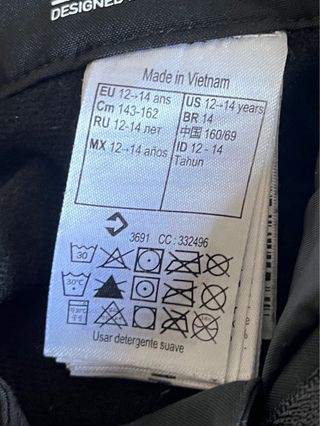 DESIGNED
Made in Vietnam
EU 12→14 ans
Cm 143-162
RU 12-14 лет
MX 12→14 años
US 12→14 years
BR 14
中国 160/69
ID 12 - 14
Tahun
3691 CC : 332496
30
30°C
Usar detergente suave